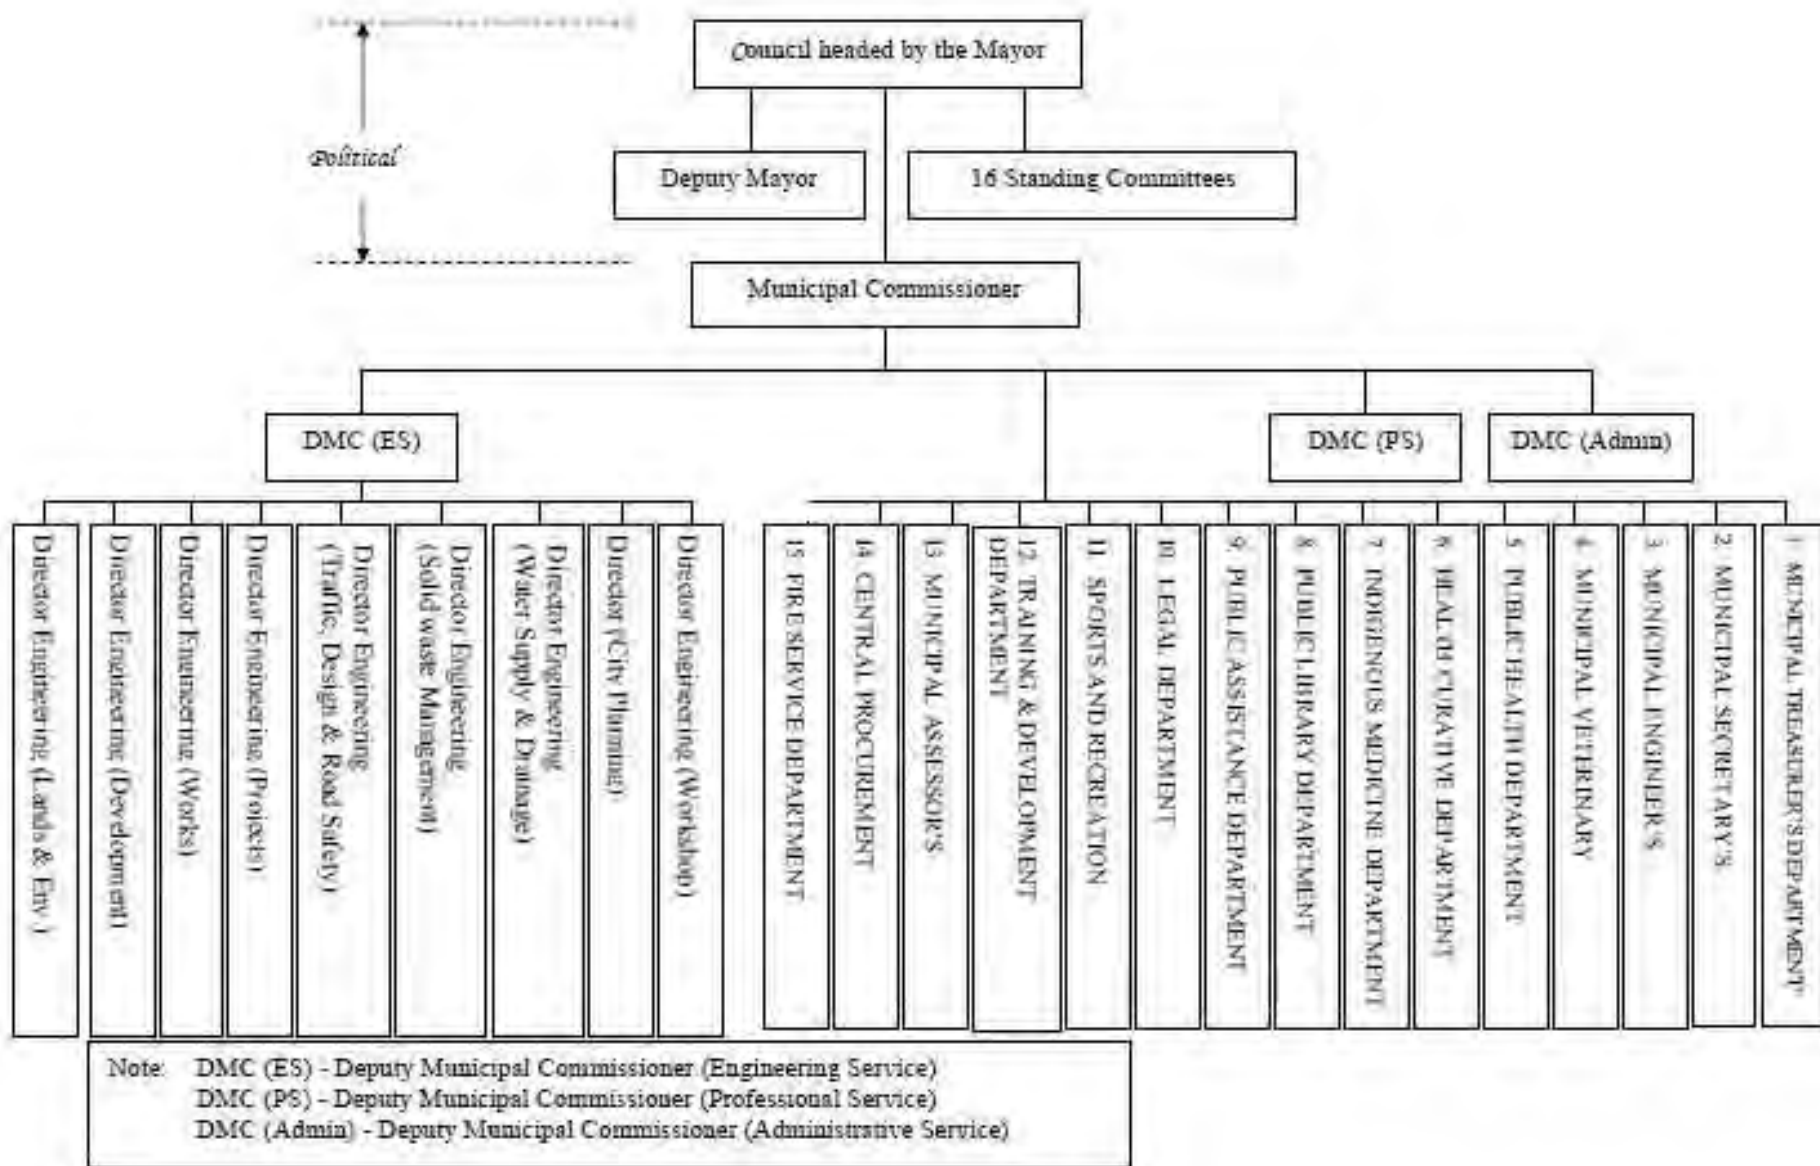 Council headed by the Mayor
Political
Deputy Mayor
16 Standing Committees
Municipal Commissioner
DMC (ES)
DMC (PS)
DMC (Admin)
Director Engineering (Lands & Env.)
Director Engineering (Development)
Director Engineering (Works)
Director Engineering (Projects)
Director Engineering
(Traffic, Design & Road Safety)
Director Engineering
(Solid waste Management)
Director Engineering
(Water Supply & Drainage)
Director (City Planning)
Director Engineering (Workshop)
15. FIRE SERVICE DEPARTMENT
14. CENTRAL PROCUREMENT
13. MUNICIPAL ASSESSOR'S
12. TRAINING & DEVELOPMENT
DEPARTMENT
11. SPORTS AND RECREATION
10. LEGAL DEPARTMENT
9. PUBLIC ASSISTANCE DEPARTMENT
8. PUBLIC LIBRARY DEPARTMENT
7. INDIGENOUS MEDICINE DEPARTMENT
6. HEALTH CURATIVE DEPARTMENT
5. PUBLIC HEALTH DEPARTMENT
4. MUNICIPAL VETERINARY
3. MUNICIPAL ENGINEER'S
2. MUNICIPAL SECRETARY'S
1. MUNICIPAL TREASURER'S DEPARTMENT
Note: DMC (ES) - Deputy Municipal Commissioner (Engineering Service)
DMC (PS) - Deputy Municipal Commissioner (Professional Service)
DMC (Admin) - Deputy Municipal Commissioner (Administrative Service)